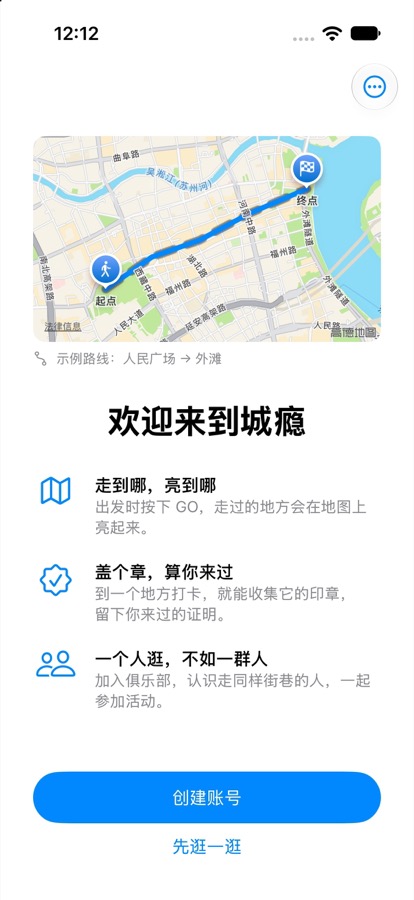 12:12
曲阜路
吴淞江(苏州河)
终点
河南中路
外滩隧道
南北高架路
西藏中路
湖北路
福州路
福州路
外滩隧道
起点
人民大道
延安高架路
人民路
法律信息
高德地图
示例路线：人民广场 → 外滩
欢迎来到城瘾
走到哪，亮到哪
出发时按下 GO，走过的地方会在地图上
亮起来。
盖个章，算你来过
到一个地方打卡，就能收集它的印章，
留下你来过的证明。
一个人逛，不如一群人
加入俱乐部，认识走同样街巷的人，一起
参加活动。
创建账号
先逛一逛